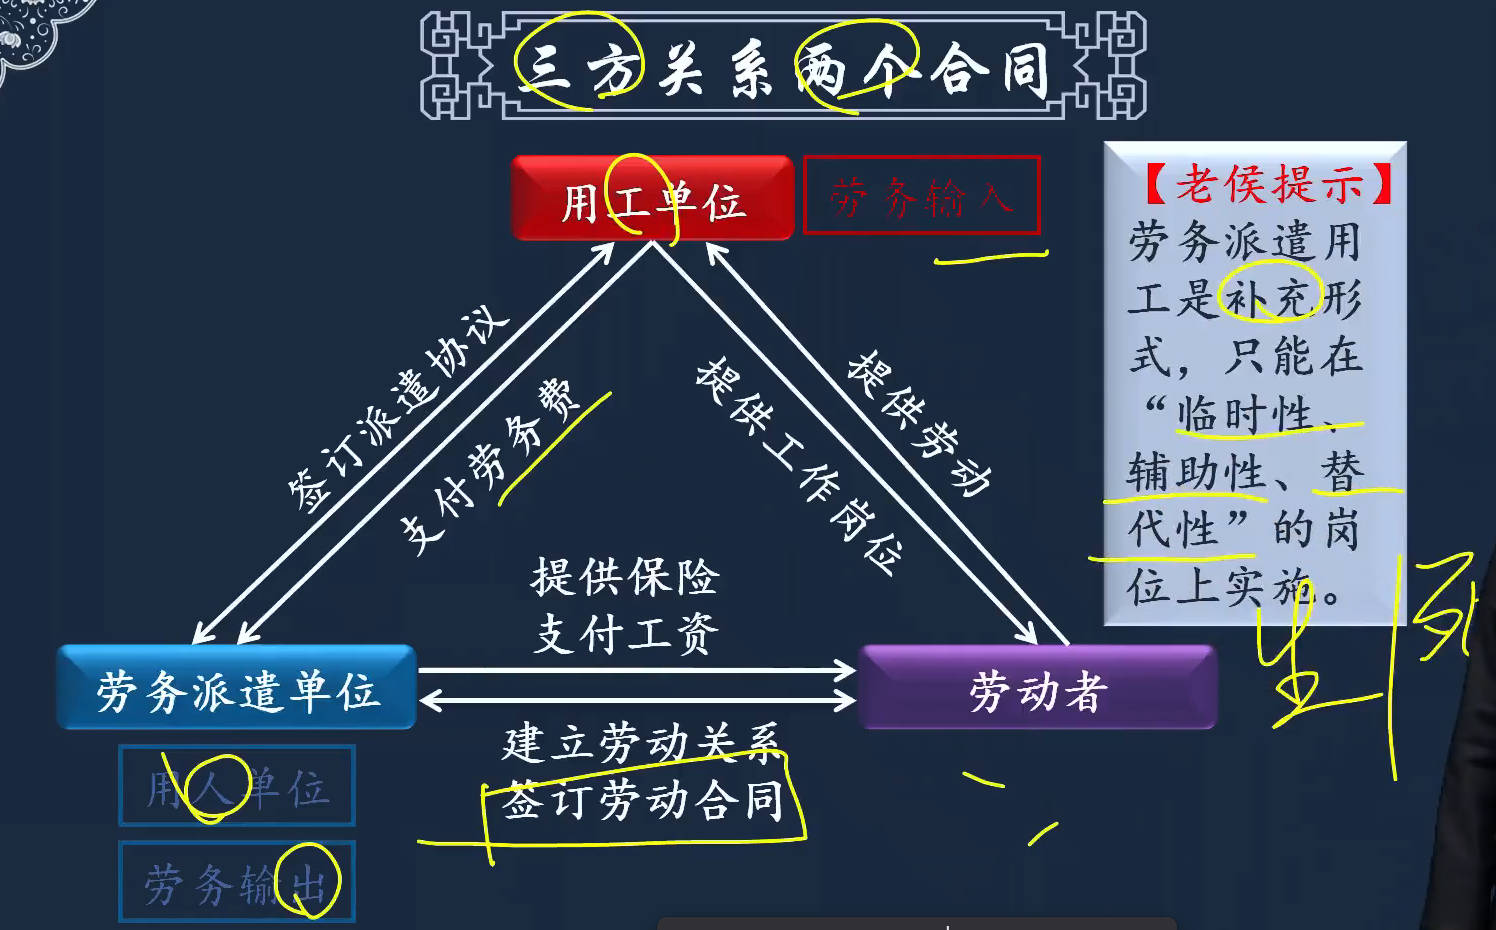 三方关系两个合同
用工单位
劳务输入
【老侯提示】
劳务派遣用
工是补充形
式，只能在
“临时性、
辅助性、替
代性”的岗
位上实施。
签订派遣协议
支付劳务费
提供工作岗位
提供劳动
提供保险
支付工资
劳务派遣单位
劳动者
建立劳动关系
签订劳动合同
用人单位
劳务输出